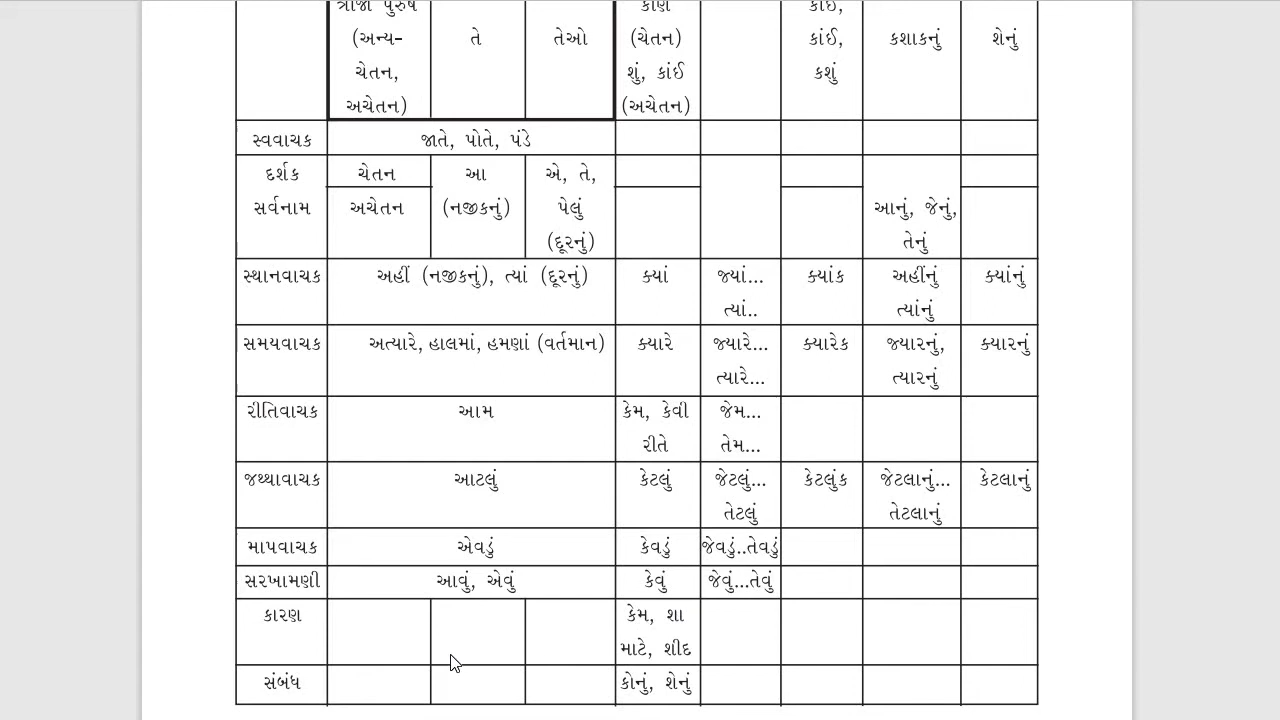 ત્રીજો પુરુષ કોણ કોઈ,
(અન્ય- તે તેઓ (ચેતન) કાંઈ, કશાકનું શેનું
ચેતન, શું, કાંઈ કશું
અચેતન) (અચેતન)
સ્વવાચક જાતે, પોતે, પંડે
દર્શક ચેતન આ એ, તે,
સર્વનામ અચેતન (નજીકનું) પેલું આનું, જેનું,
(દૂરનું) તેનું
સ્થાનવાચક અહીં (નજીકનું), ત્યાં (દૂરનું) ક્યાં જ્યાં... ક્યાંક અહીંનું ક્યાંનું
ત્યાં.. ત્યાંનું
સમયવાચક અત્યારે, હાલમાં, હમણાં (વર્તમાન) ક્યારે જ્યારે... ક્યારેક જ્યારનું, ક્યારનું
ત્યારે... ત્યારનું
રીતિવાચક આમ કેમ, કેવી જેમ...
રીતે તેમ...
જથ્થાવાચક આટલું કેટલું જેટલું... કેટલુંક જેટલાનું... કેટલાનું
તેટલું તેટલાનું
માપવાચક એવડું કેવડું જેવડું..તેવડું
સરખામણી આવું, એવું કેવું જેવું...તેવું
કારણ કેમ, શા
માટે, શીદ
સંબંધ કોનું, શેનું